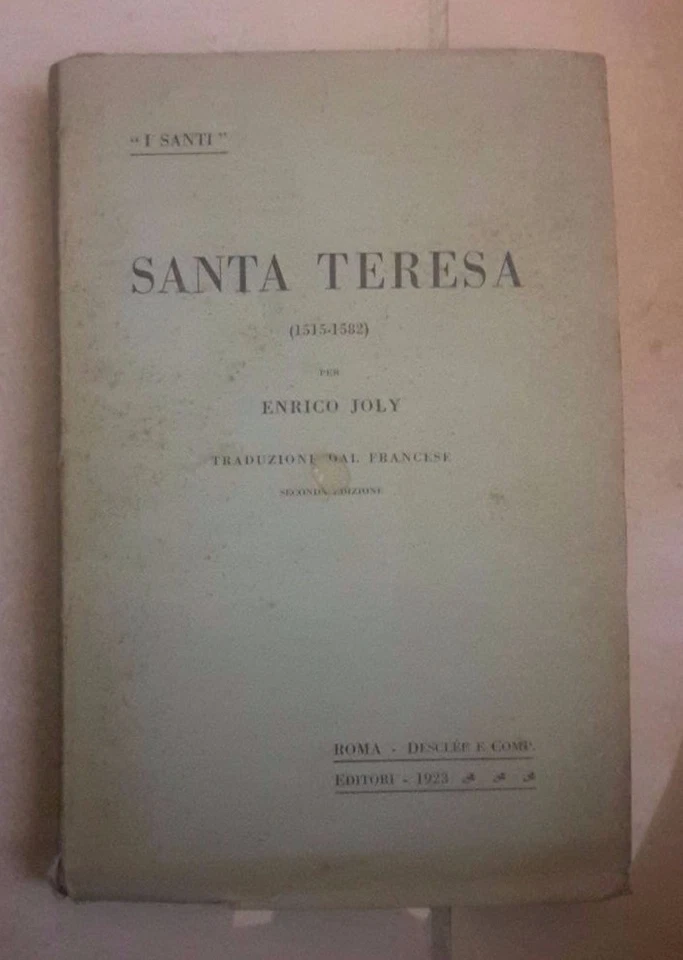 "I SANTI"
SANTA TERESA
(1515-1582)
PER
ENRICO JOLY
TRADUZIONE DAL FRANCESE
SECONDA EDIZIONE
ROMA - DESCLÉE E COMP.
EDITORI - 1923